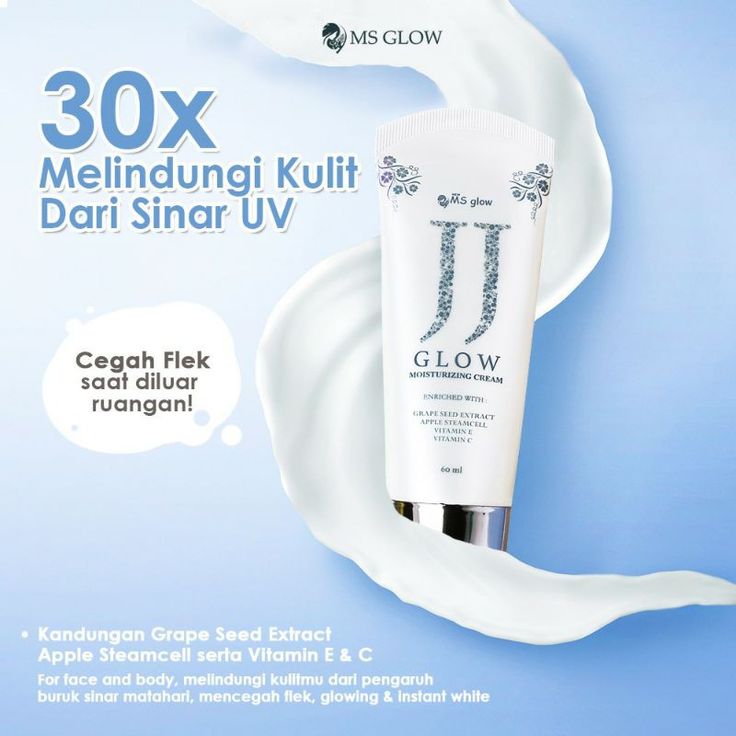 MS GLOW
30x
Melindungi Kulit
Dari Sinar UV
MS glow
JJ
GLOW
MOISTURIZING CREAM
ENRICHED WITH :
GRAPE SEED EXTRACT
APPLE STEAMCELL
VITAMIN E
VITAMIN C
60 ml
Cegah Flek
saat diluar
ruangan!
• Kandungan Grape Seed Extract
Apple Steamcell serta Vitamin E & C
For face and body, melindungi kulitmu dari pengaruh
buruk sinar matahari, mencegah flek, glowing & instant white